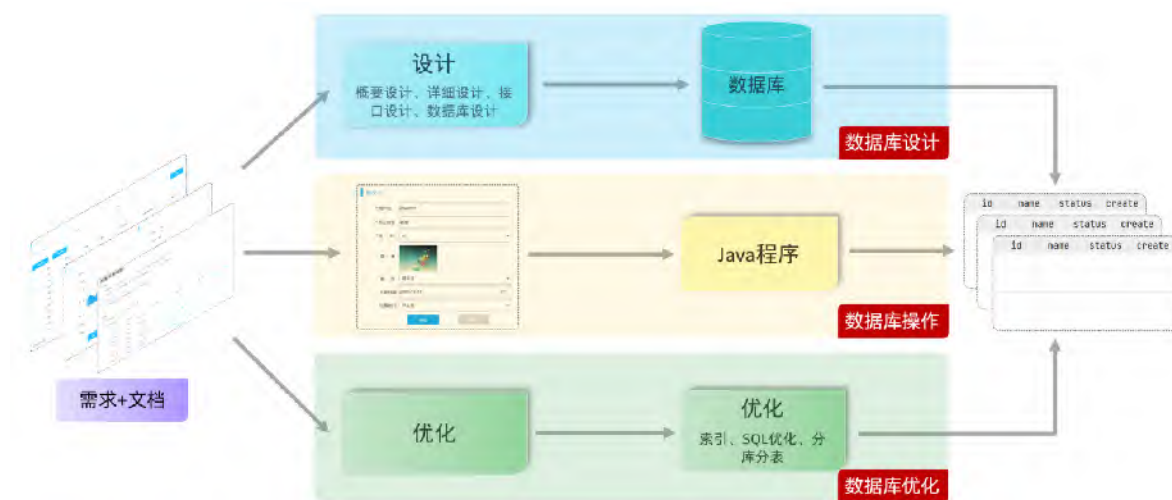 设计
概要设计、详细设计、接
口设计、数据库设计
数据库
数据库设计
需求+文档
Java程序
数据库操作
id name status create
id name status create
id name status create
优化
优化
索引、SQL优化、分
库分表
数据库优化